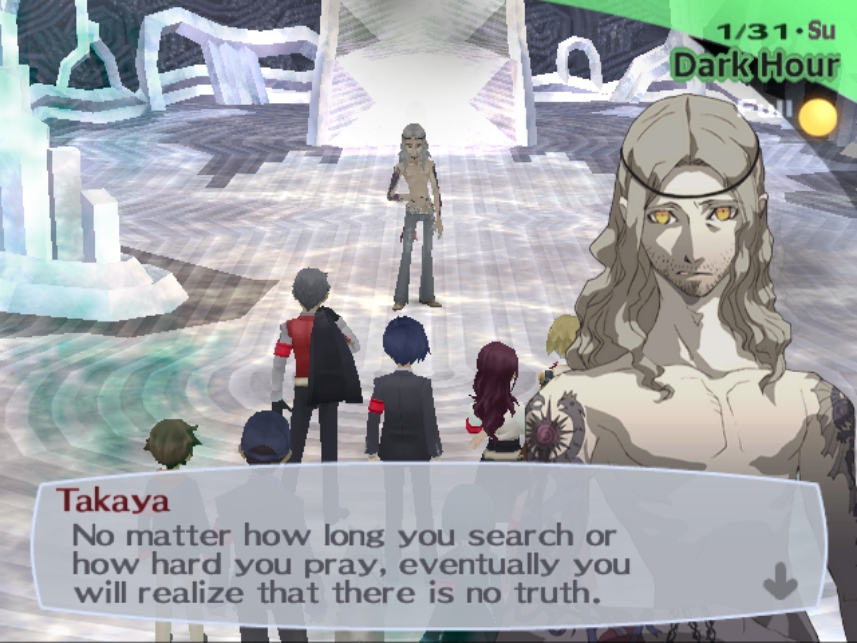 1/31·Su
Dark Hour
Full
Takaya
No matter how long you search or
how hard you pray, eventually you
will realize that there is no truth.